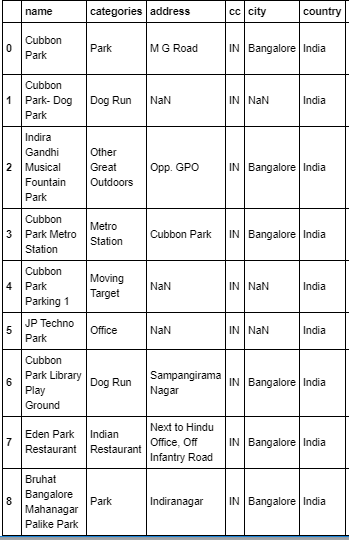 name categories address cc city country
0 Cubbon Park Park M G Road IN Bangalore India
1 Cubbon Park- Dog Park Dog Run NaN IN NaN India
2 Indira Gandhi Musical Fountain Park Other Great Outdoors Opp. GPO IN Bangalore India
3 Cubbon Park Metro Station Metro Station Cubbon Park IN Bangalore India
4 Cubbon Park Parking 1 Moving Target NaN IN NaN India
5 JP Techno Park Office NaN IN NaN India
6 Cubbon Park Library Play Ground Dog Run Sampangirama Nagar IN Bangalore India
7 Eden Park Restaurant Indian Restaurant Next to Hindu Office, Off Infantry Road IN Bangalore India
8 Bruhat Bangalore Mahanagar Palike Park Park Indiranagar IN Bangalore India